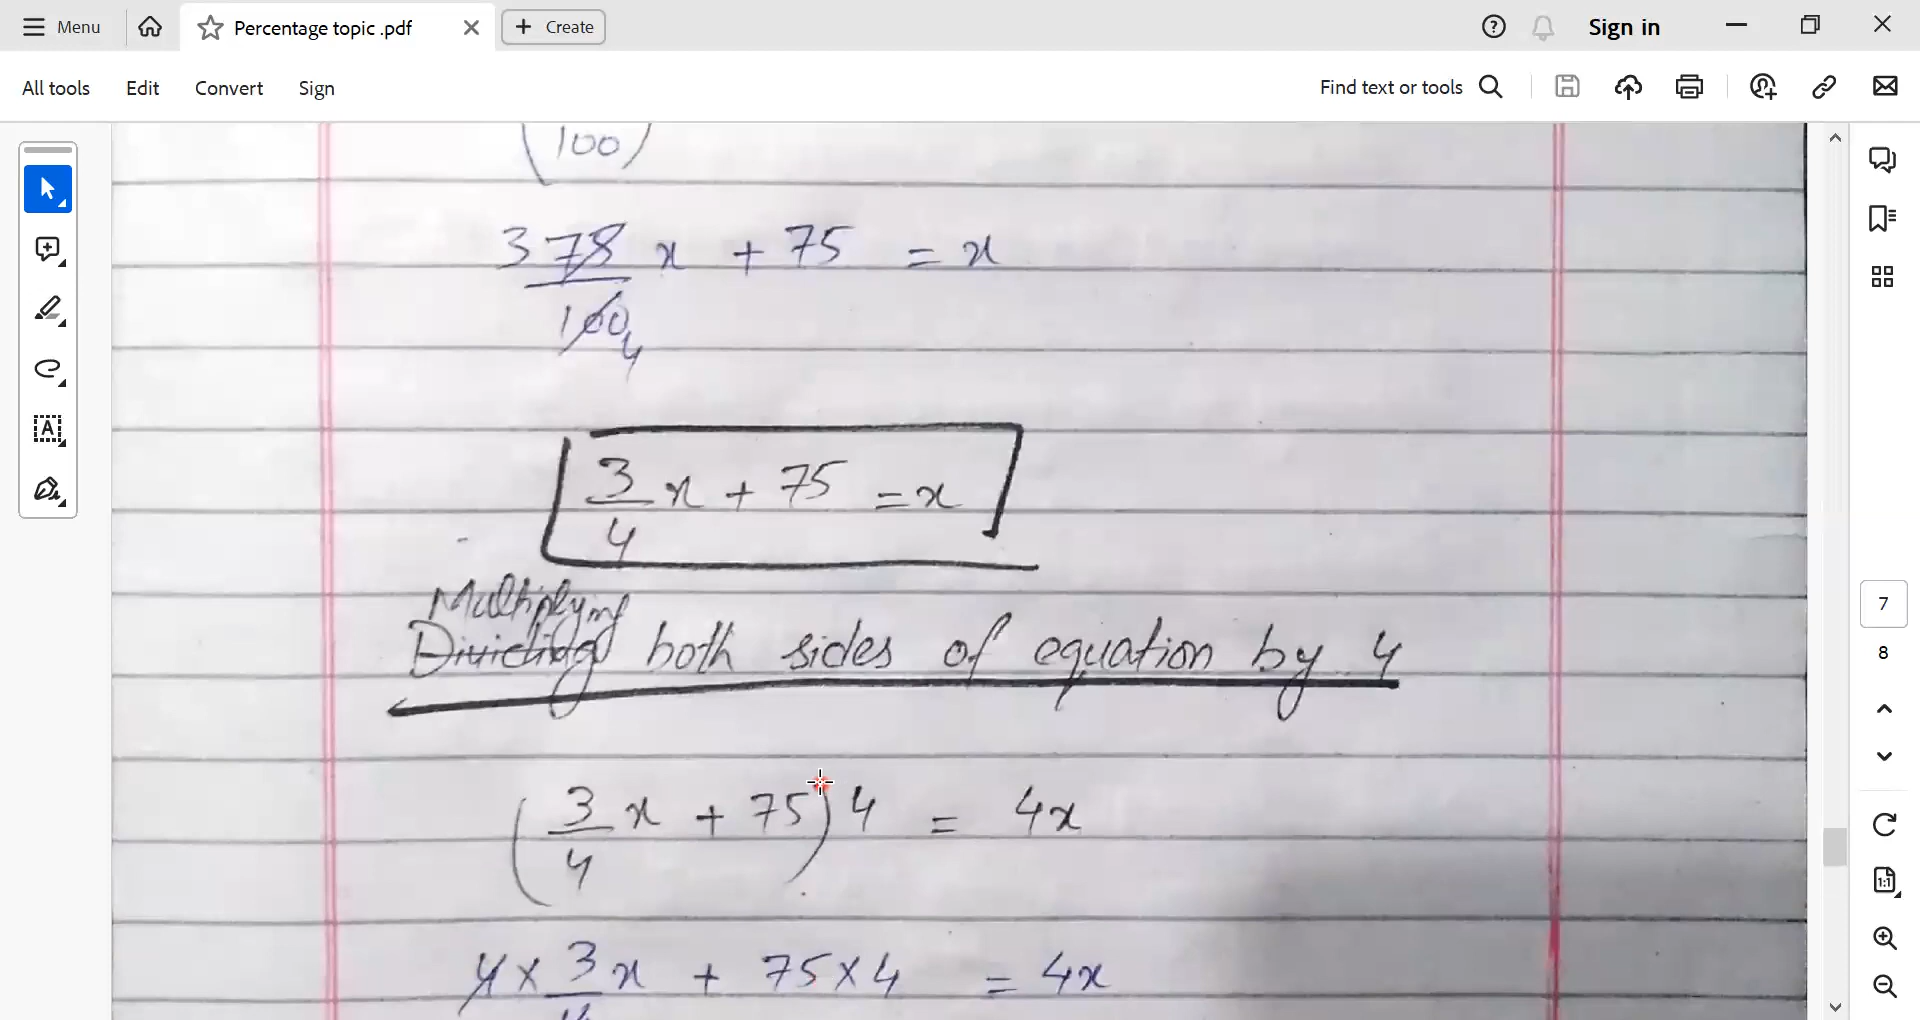 Menu Percentage topic .pdf Create Sign in
All tools Edit Convert Sign Find text or tools
(100)
3 75 x + 75 = x
100 4
3 x + 75 = x
4
Multiplying
Dividing both sides of equation by 4
(3 x + 75) 4 = 4x
4
4 × 3 x + 75 × 4 = 4x
7
8